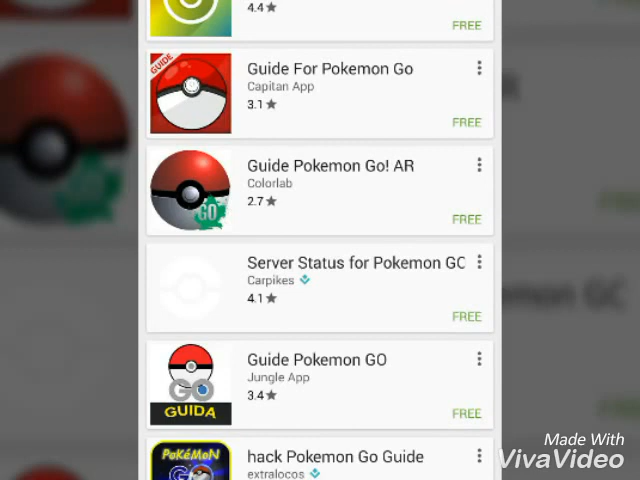 4.4★
FREE
GUIDE
Guide For Pokemon Go
Capitan App
3.1★
FREE
Guide Pokemon Go! AR
Colorlab
GO
2.7★
FREE
Server Status for Pokemon GO
Carpikes
4.1★
FREE
Guide Pokemon GO
Jungle App
GO
GUIDA
3.4★
FREE
POKéMON
GO
hack Pokemon Go Guide
extralocos
Made With
VivaVideo